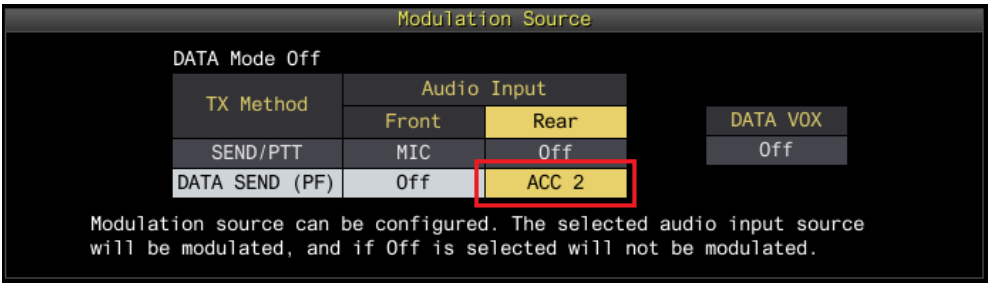 Modulation Source
DATA Mode Off
TX Method
Audio Input
Front Rear
DATA VOX
SEND/PTT MIC Off
Off
DATA SEND (PF) Off ACC 2
Modulation source can be configured. The selected audio input source
will be modulated, and if Off is selected will not be modulated.